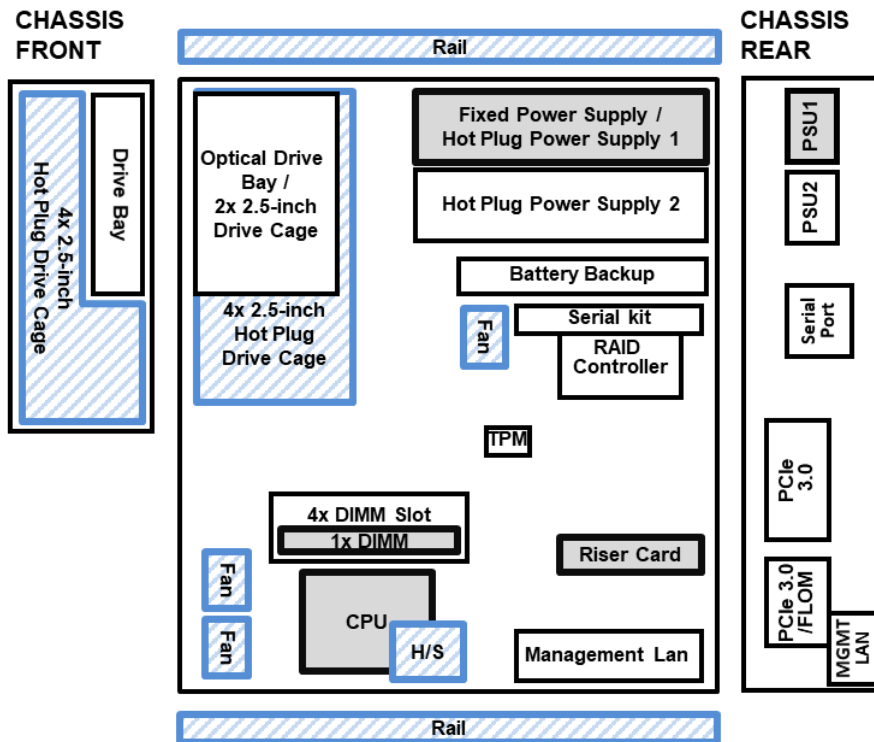 CHASSIS
FRONT
CHASSIS
REAR
Rail
4x 2.5-inch
Hot Plug Drive Cage
Drive Bay
Optical Drive
Bay /
2x 2.5-inch
Drive Cage
4x 2.5-inch
Hot Plug
Drive Cage
Fixed Power Supply /
Hot Plug Power Supply 1
Hot Plug Power Supply 2
Battery Backup
Fan
Serial kit
RAID
Controller
TPM
4x DIMM Slot
1x DIMM
Riser Card
Fan
Fan
CPU
H/S
Management Lan
Rail
PSU1
PSU2
Serial
Port
PCIe
3.0
PCIe 3.0
/FLOM
MGMT
LAN